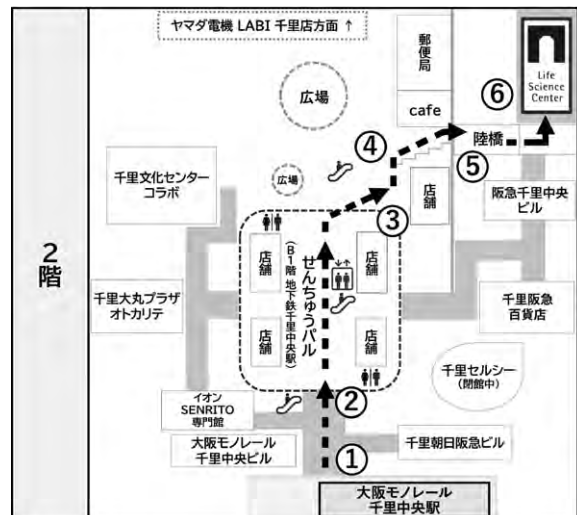 2階
ヤマダ電機 LABI 千里店方面 ↑
広場
郵便局
cafe
⑥
Life
Science
Center
④
陸橋
⑤
広場
店舗
千里文化センター
コラボ
阪急千里中央
ビル
③
店舗
せんちゅうパル
(B1階 地下鉄千里中央駅)
店舗
千里大丸プラザ
オトカリテ
千里阪急
百貨店
店舗
店舗
千里セルシー
(閉館中)
イオン
SENRITO
専門館
②
大阪モノレール
千里中央ビル
①
千里朝日阪急ビル
大阪モノレール
千里中央駅